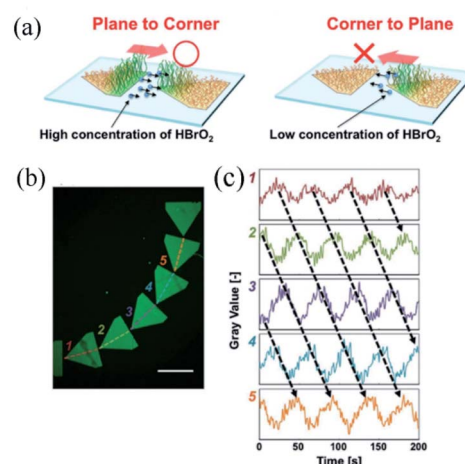 (a)
Plane to Corner
Corner to Plane
High concentration of HBrO₂
Low concentration of HBrO₂
(b)
1
2
3
4
5
(c)
1
2
3
4
5
Gray Value [-]
0 50 100 150 200
Time [s]